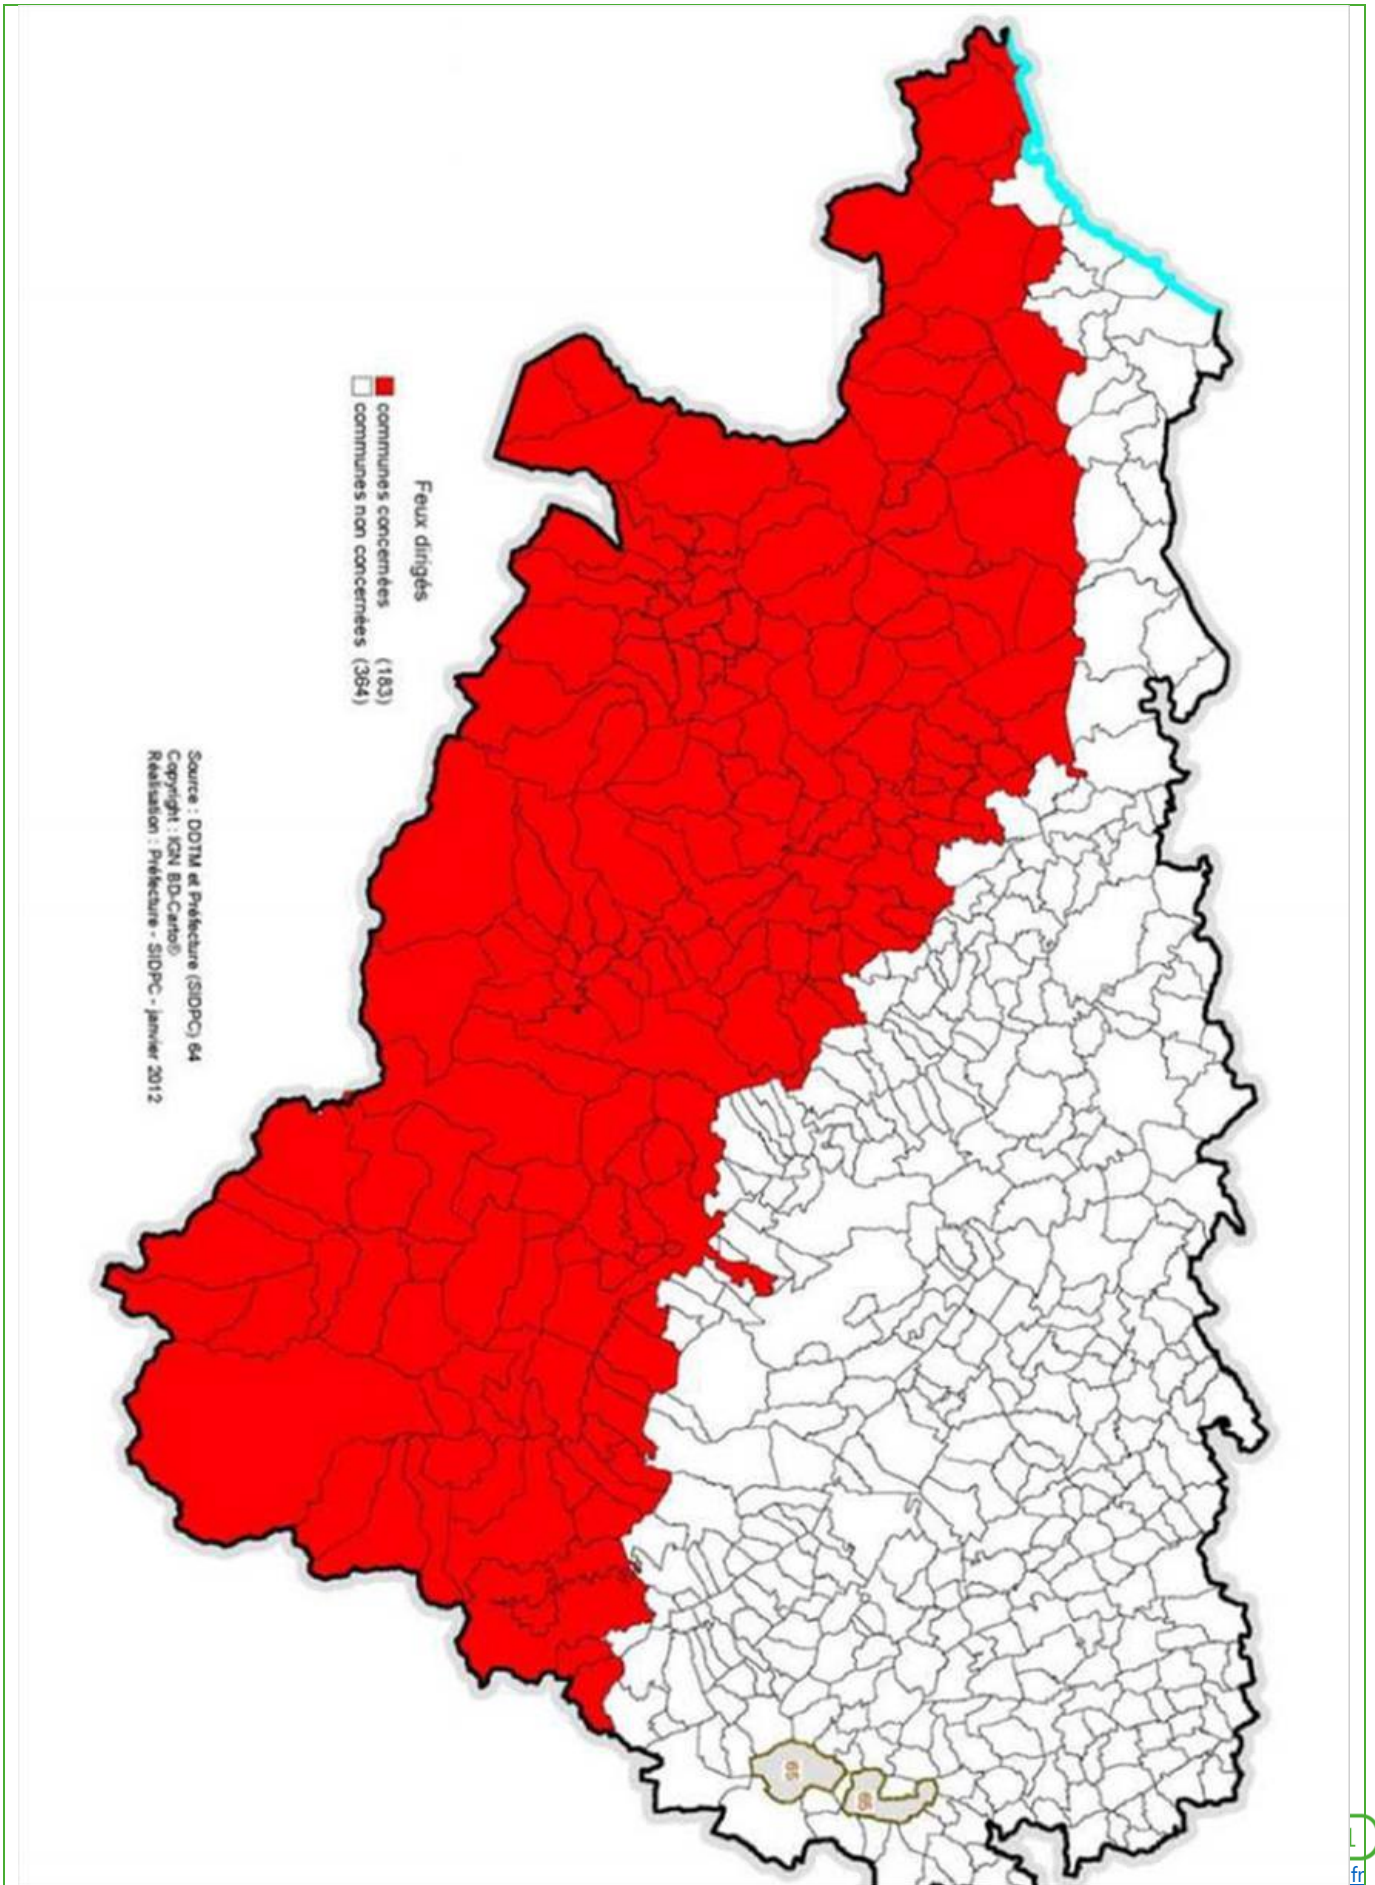 Feux dirigés
communes concernées (183)
communes non concernées (364)
Source : DDTM et Préfecture (SIDPC) 64
Copyright : IGN BD-Carto©
Réalisation : Préfecture - SIDPC - janvier 2012
65
65
fr